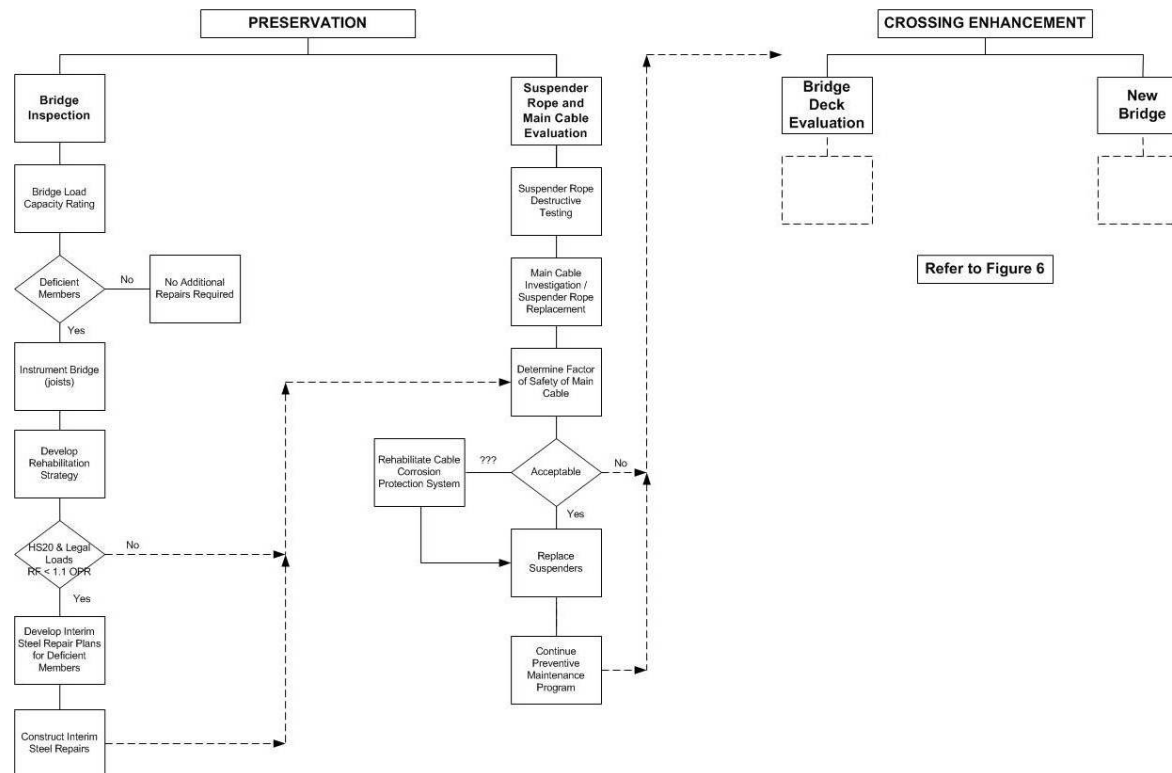 PRESERVATION
CROSSING ENHANCEMENT
Bridge
Inspection
Suspender
Rope and
Main Cable
Evaluation
Bridge
Deck
Evaluation
New
Bridge
Bridge Load
Capacity Rating
Suspender Rope
Destructive
Testing
Deficient
Members
No
No Additional
Repairs Required
Yes
Main Cable
Investigation /
Suspender Rope
Replacement
Refer to Figure 6
Instrument Bridge
(joists)
Determine Factor
of Safety of Main
Cable
Develop
Rehabilitation
Strategy
Rehabilitate Cable
Corrosion
Protection System
???
Acceptable
No
Yes
HS20 & Legal
Loads
RF < 1.1 OPR
No
Yes
Replace
Suspenders
Develop Interim
Steel Repair Plans
for Deficient
Members
Continue
Preventive
Maintenance
Program
Construct Interim
Steel Repairs